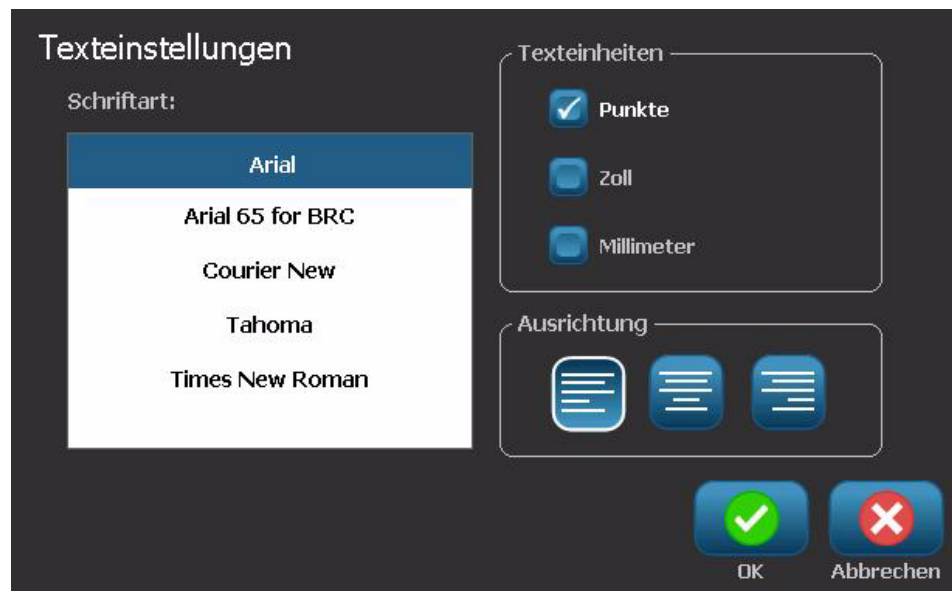 Texteinstellungen
Schriftart:
Arial
Arial 65 for BRC
Courier New
Tahoma
Times New Roman
Texteinheiten
Punkte
Zoll
Millimeter
Ausrichtung
OK
Abbrechen